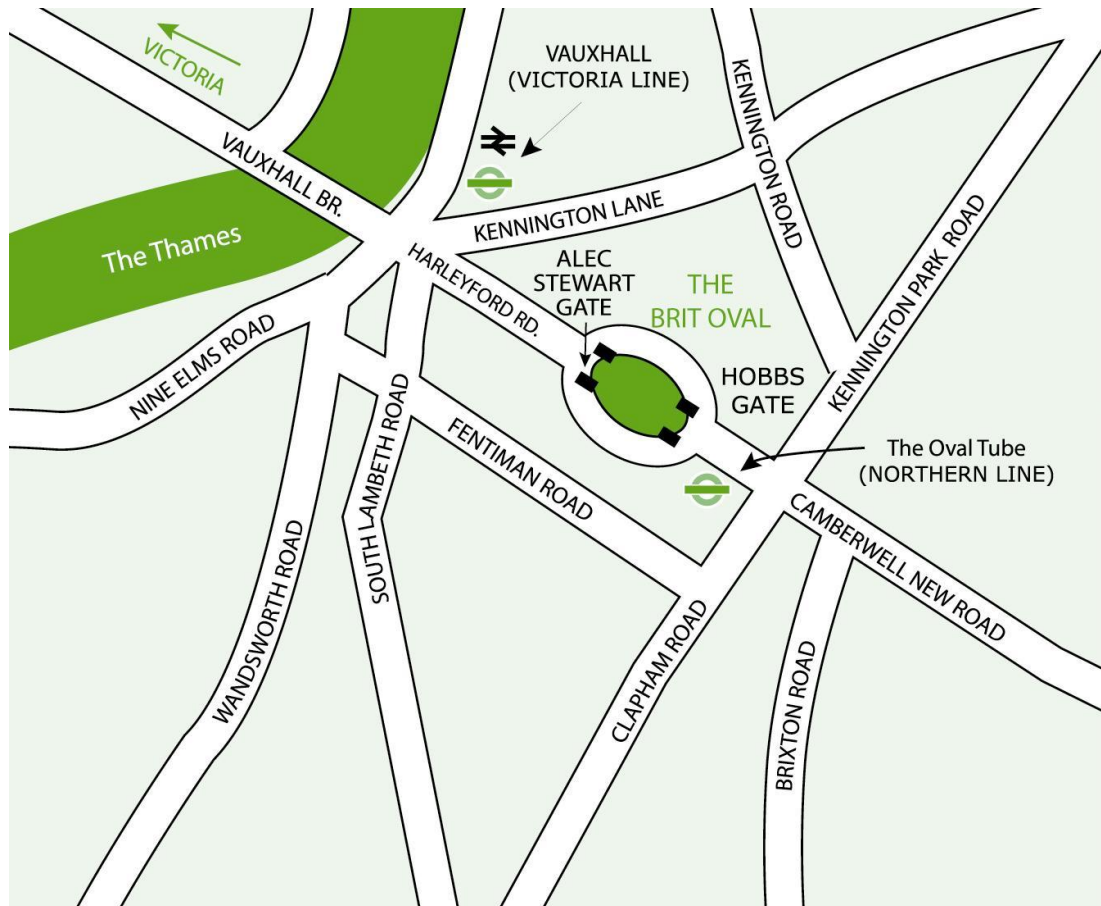 VICTORIA
VAUXHALL
(VICTORIA LINE)
VAUXHALL BR.
The Thames
KENNINGTON LANE
KENNINGTON ROAD
KENNINGTON PARK ROAD
HARLEYFORD RD.
ALEC
STEWART
GATE
THE
BRIT OVAL
HOBBS
GATE
NINE ELMS ROAD
The Oval Tube
(NORTHERN LINE)
FENTIMAN ROAD
SOUTH LAMBETH ROAD
CAMBERWELL NEW ROAD
WANDSWORTH ROAD
CLAPHAM ROAD
BRIXTON ROAD